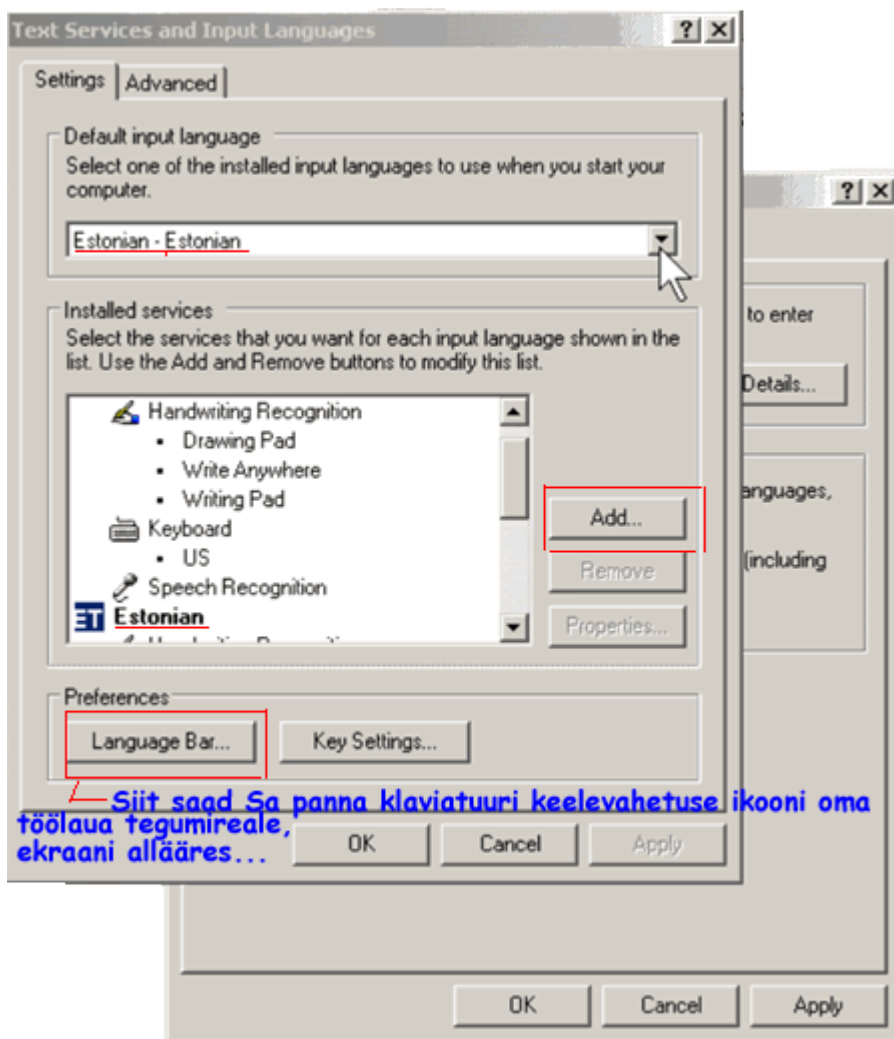 Text Services and Input Languages
Settings
Advanced
Default input language
Select one of the installed input languages to use when you start your
computer.
Estonian - Estonian
Installed services
Select the services that you want for each input language shown in the
list. Use the Add and Remove buttons to modify this list.
Handwriting Recognition
Drawing Pad
Write Anywhere
Writing Pad
Keyboard
US
Speech Recognition
ET Estonian
Add...
Remove
Properties...
Preferences
Language Bar...
Key Settings...
Siit saad Sa panna klaviatuuri keelevahetuse ikooni oma
töölaua tegumireale,
ekraani allääres...
OK
Cancel
Apply
to enter
Details...
anguages,
(including
OK
Cancel
Apply